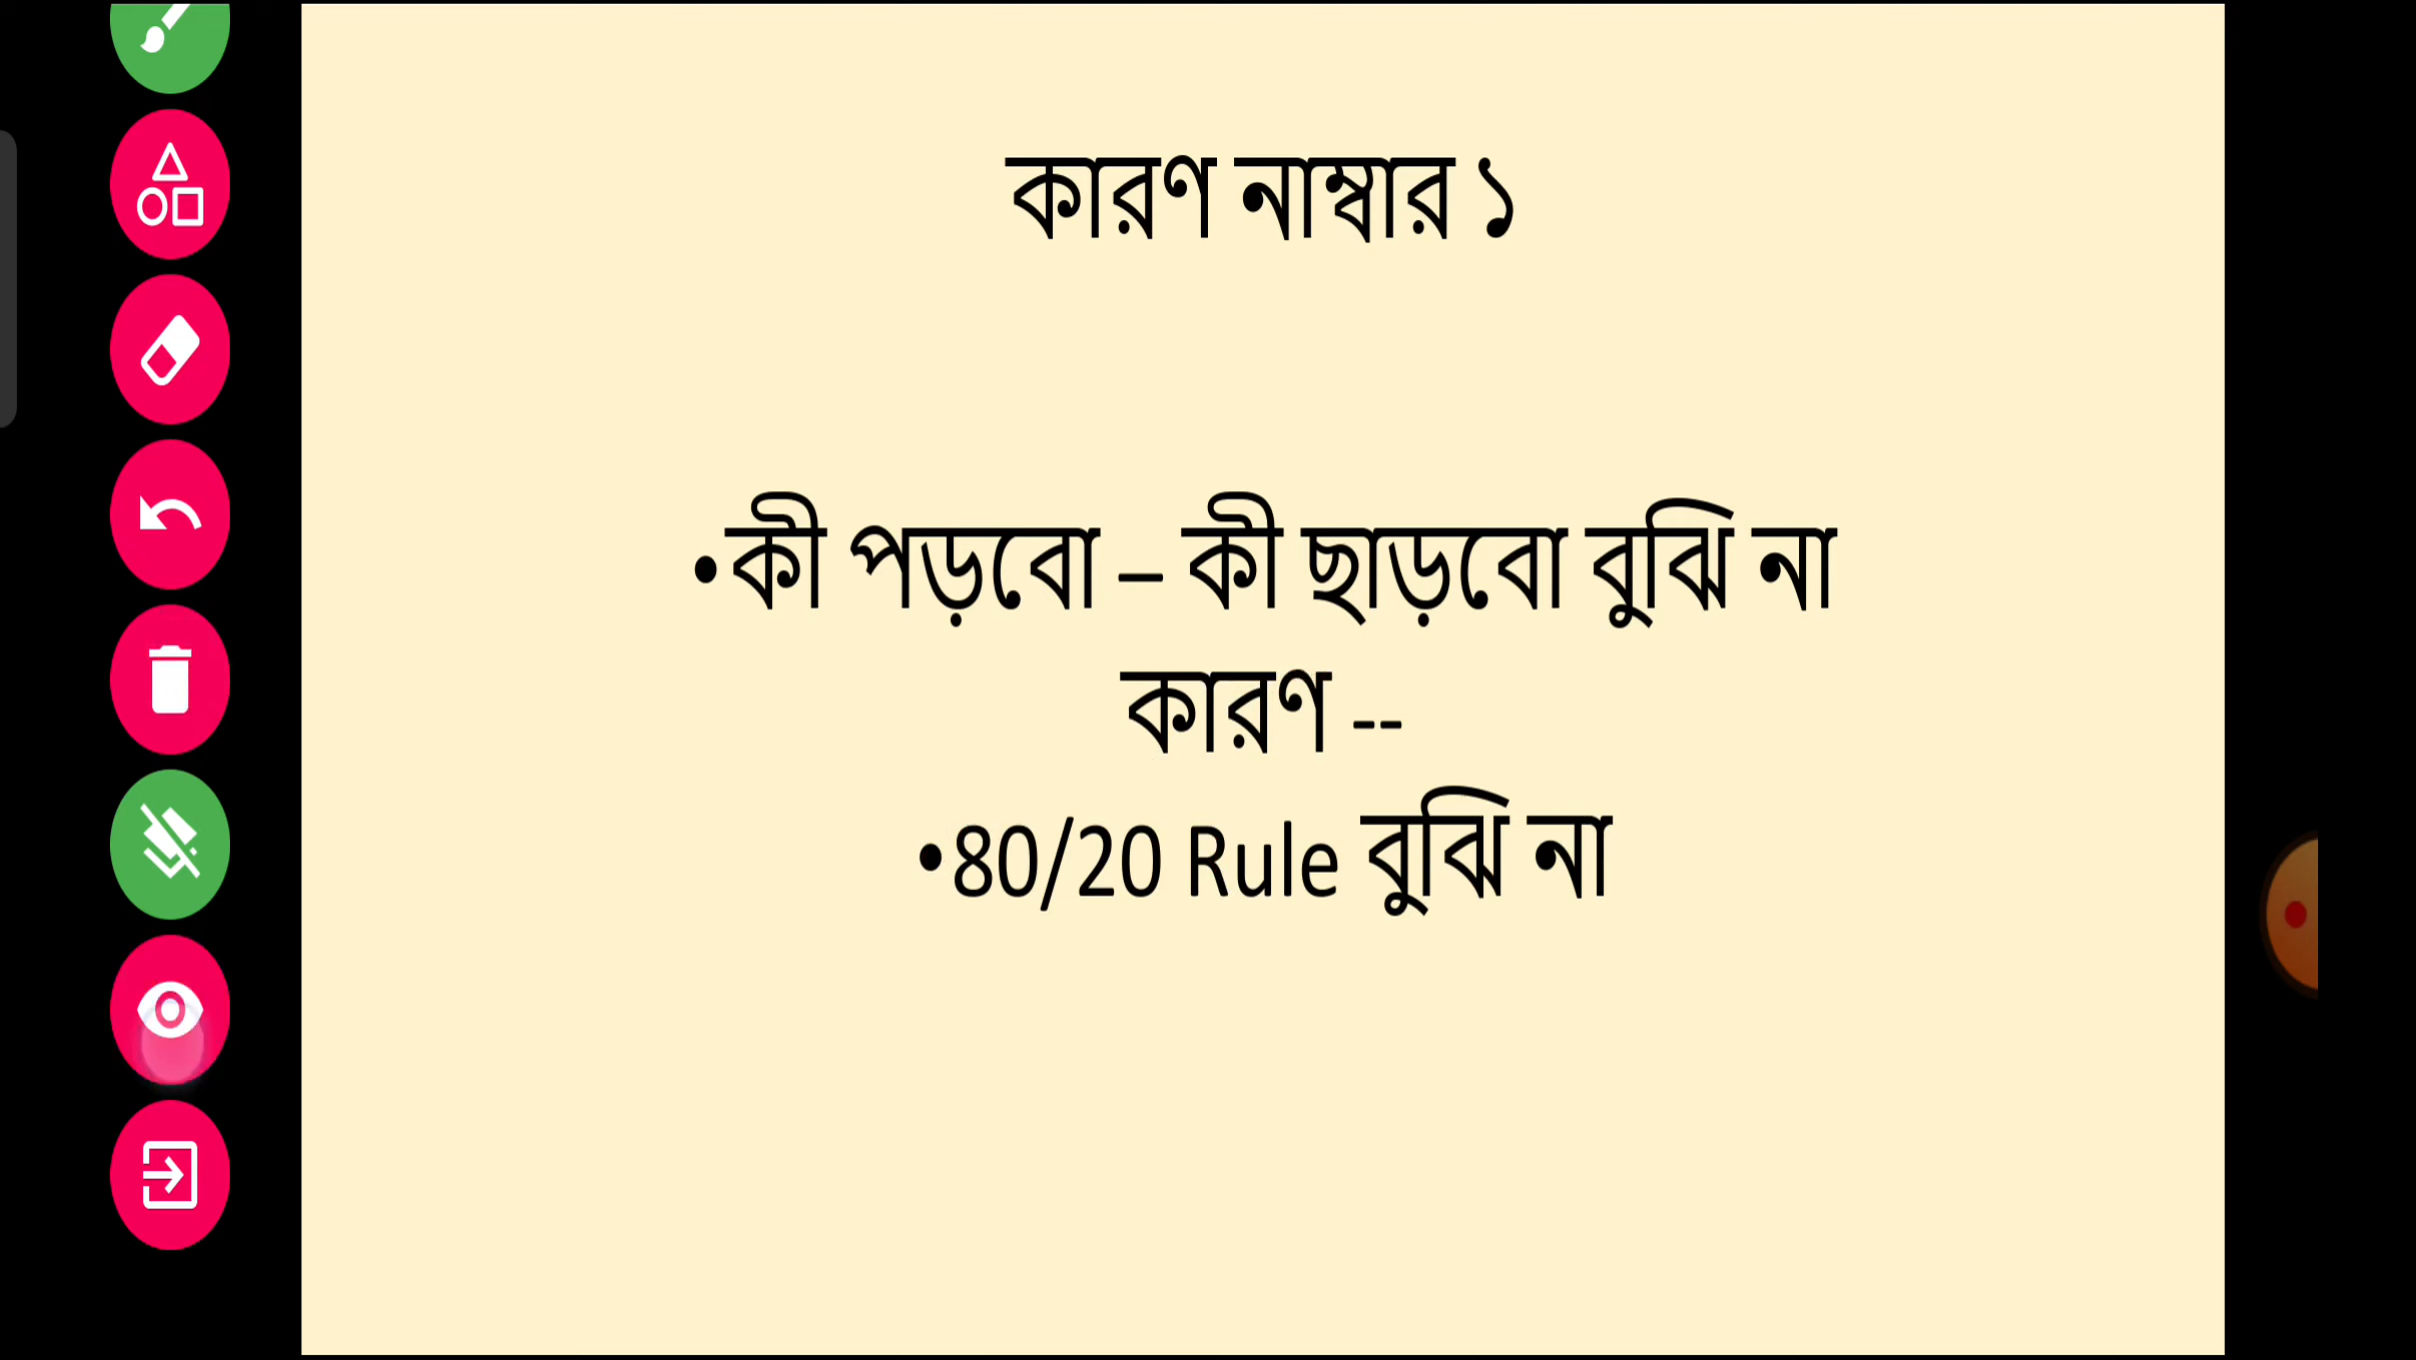 কারণ নাম্বার ১
•কী পড়বো – কী ছাড়বো বুঝি না
কারণ --
•80/20 Rule বুঝি না